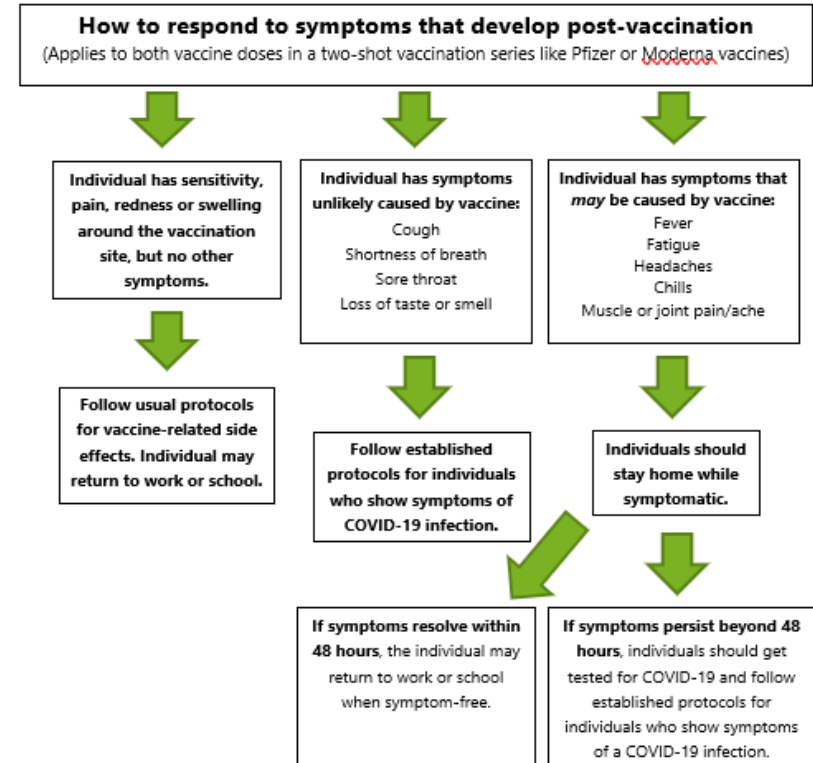 How to respond to symptoms that develop post-vaccination
(Applies to both vaccine doses in a two-shot vaccination series like Pfizer or Moderna vaccines)
Individual has sensitivity,
pain, redness or swelling
around the vaccination
site, but no other
symptoms.
Follow usual protocols
for vaccine-related side
effects. Individual may
return to work or school.
Individual has symptoms
unlikely caused by vaccine:
Cough
Shortness of breath
Sore throat
Loss of taste or smell
Follow established
protocols for individuals
who show symptoms of
COVID-19 infection.
Individual has symptoms that
may be caused by vaccine:
Fever
Fatigue
Headaches
Chills
Muscle or joint pain/ache
Individuals should
stay home while
symptomatic.
If symptoms resolve within
48 hours, the individual may
return to work or school
when symptom-free.
If symptoms persist beyond 48
hours, individuals should get
tested for COVID-19 and follow
established protocols for
individuals who show symptoms
of a COVID-19 infection.